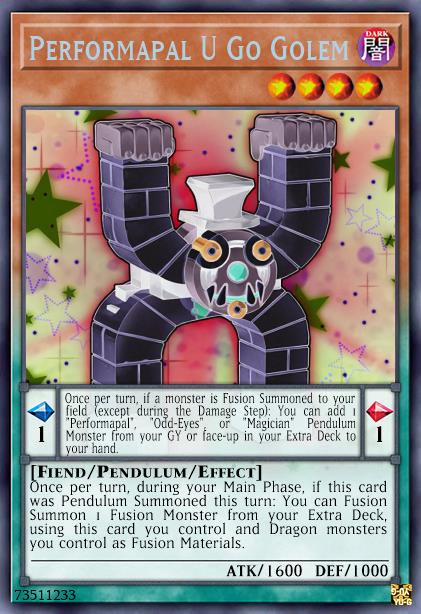 Performapal U Go Golem
DARK
闇
Once per turn, if a monster is Fusion Summoned to your
field (except during the Damage Step): You can add 1
"Performapal", "Odd-Eyes", or "Magician" Pendulum
Monster from your GY or face-up in your Extra Deck to
your hand.
1
1
[Fiend/Pendulum/Effect]
Once per turn, during your Main Phase, if this card
was Pendulum Summoned this turn: You can Fusion
Summon 1 Fusion Monster from your Extra Deck,
using this card you control and Dragon monsters
you control as Fusion Materials.
ATK/1600 DEF/1000
73511233